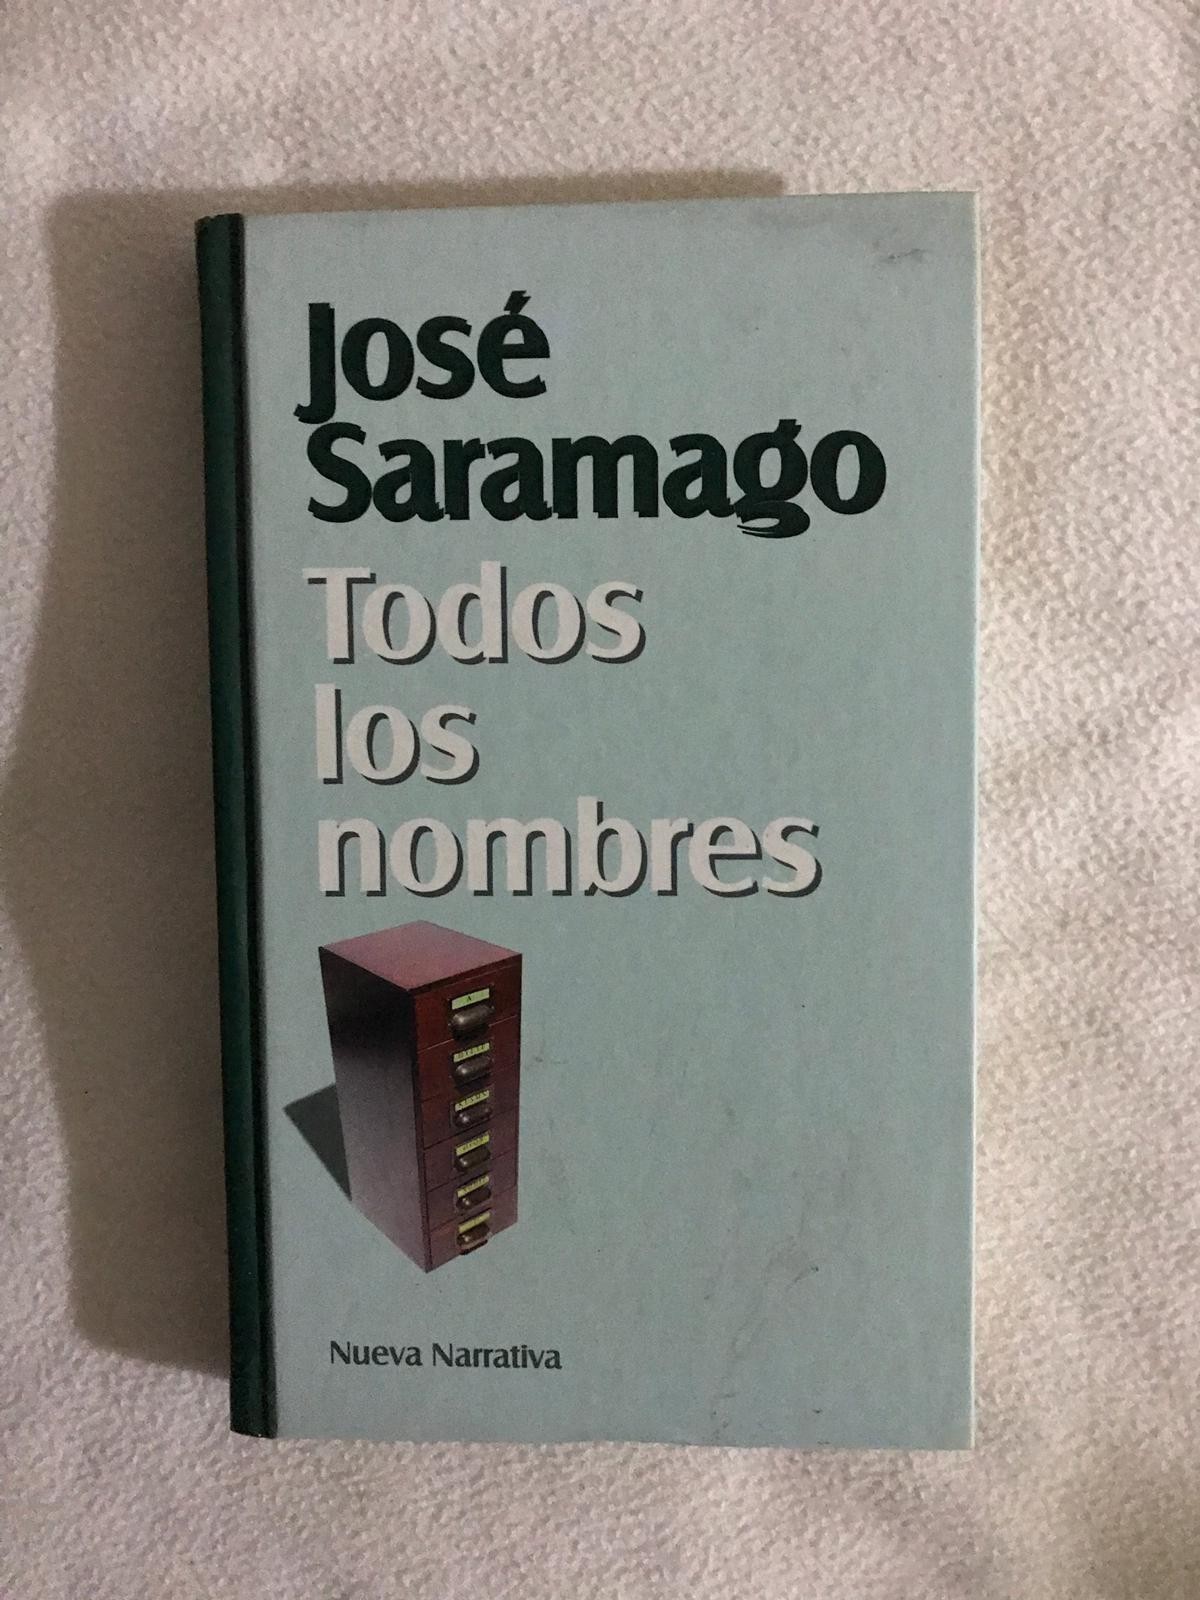 José
Saramago
Todos
los
nombres
A
Nueva Narrativa